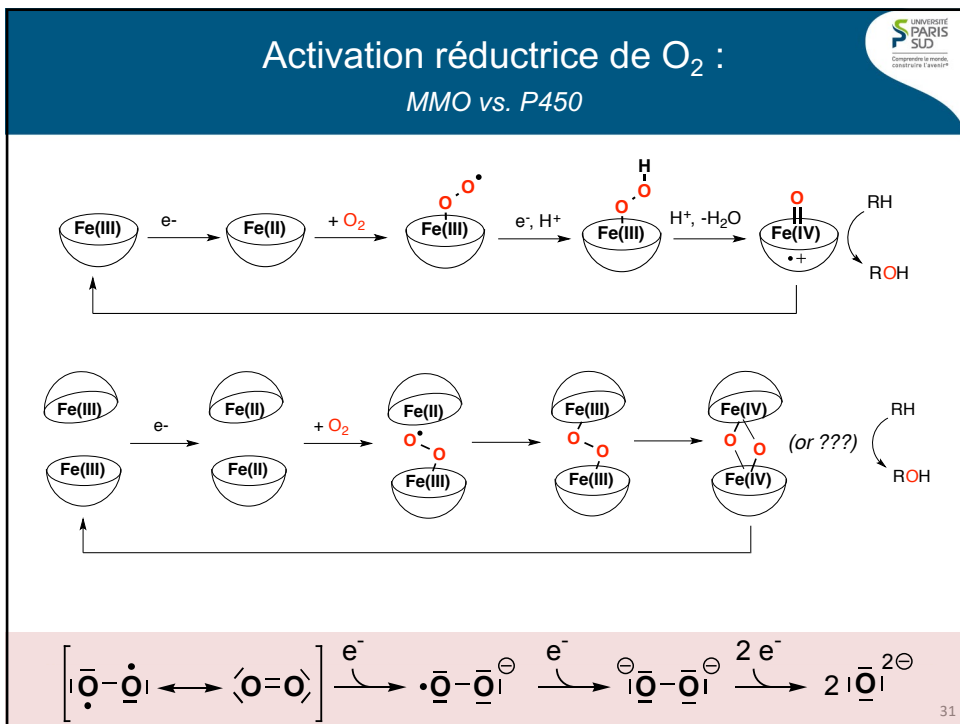 Activation réductrice de O₂ :
MMO vs. P450
UNIVERSITÉ
PARIS
SUD
Comprendre le monde,
construire l'avenir®
H
O O• O O
Fe(III) e- Fe(II) + O₂ Fe(III) e⁻, H⁺ Fe(III) H⁺, -H₂O Fe(IV) •+ RH
ROH
Fe(III) Fe(II) Fe(II) Fe(III) Fe(IV) RH
e- + O₂ O• O O O O O (or ???)
Fe(III) Fe(II) Fe(III) Fe(III) Fe(IV) ROH
[|O̅–O| ↔ O=O] e⁻ •O–O⊖ e⁻ ⊖|O–O|⊖ 2 e⁻ 2 |O|2⊖
31